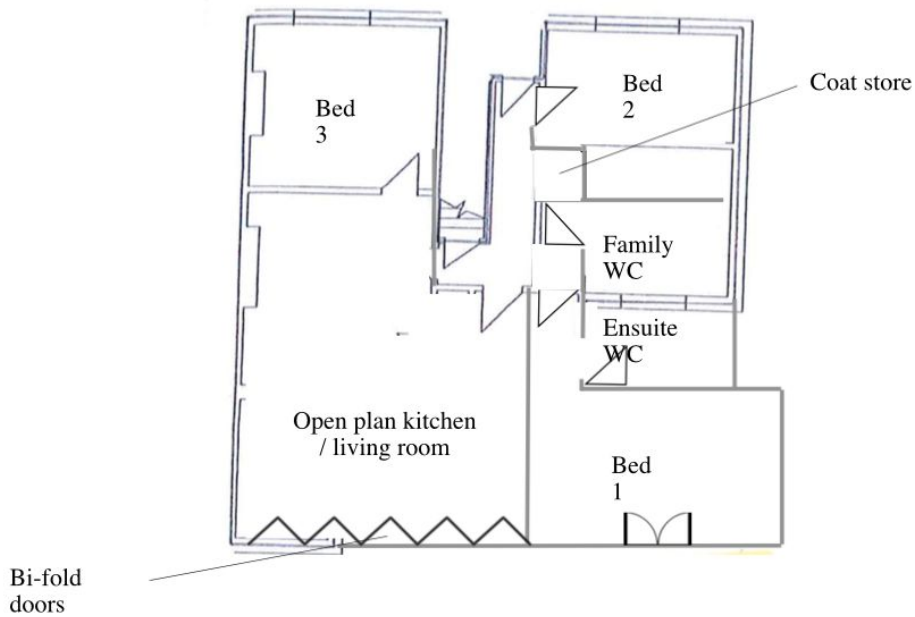 Bed
3
Bed
2
Coat store
Family
WC
Ensuite
WC
Open plan kitchen
/ living room
Bed
1
Bi-fold
doors